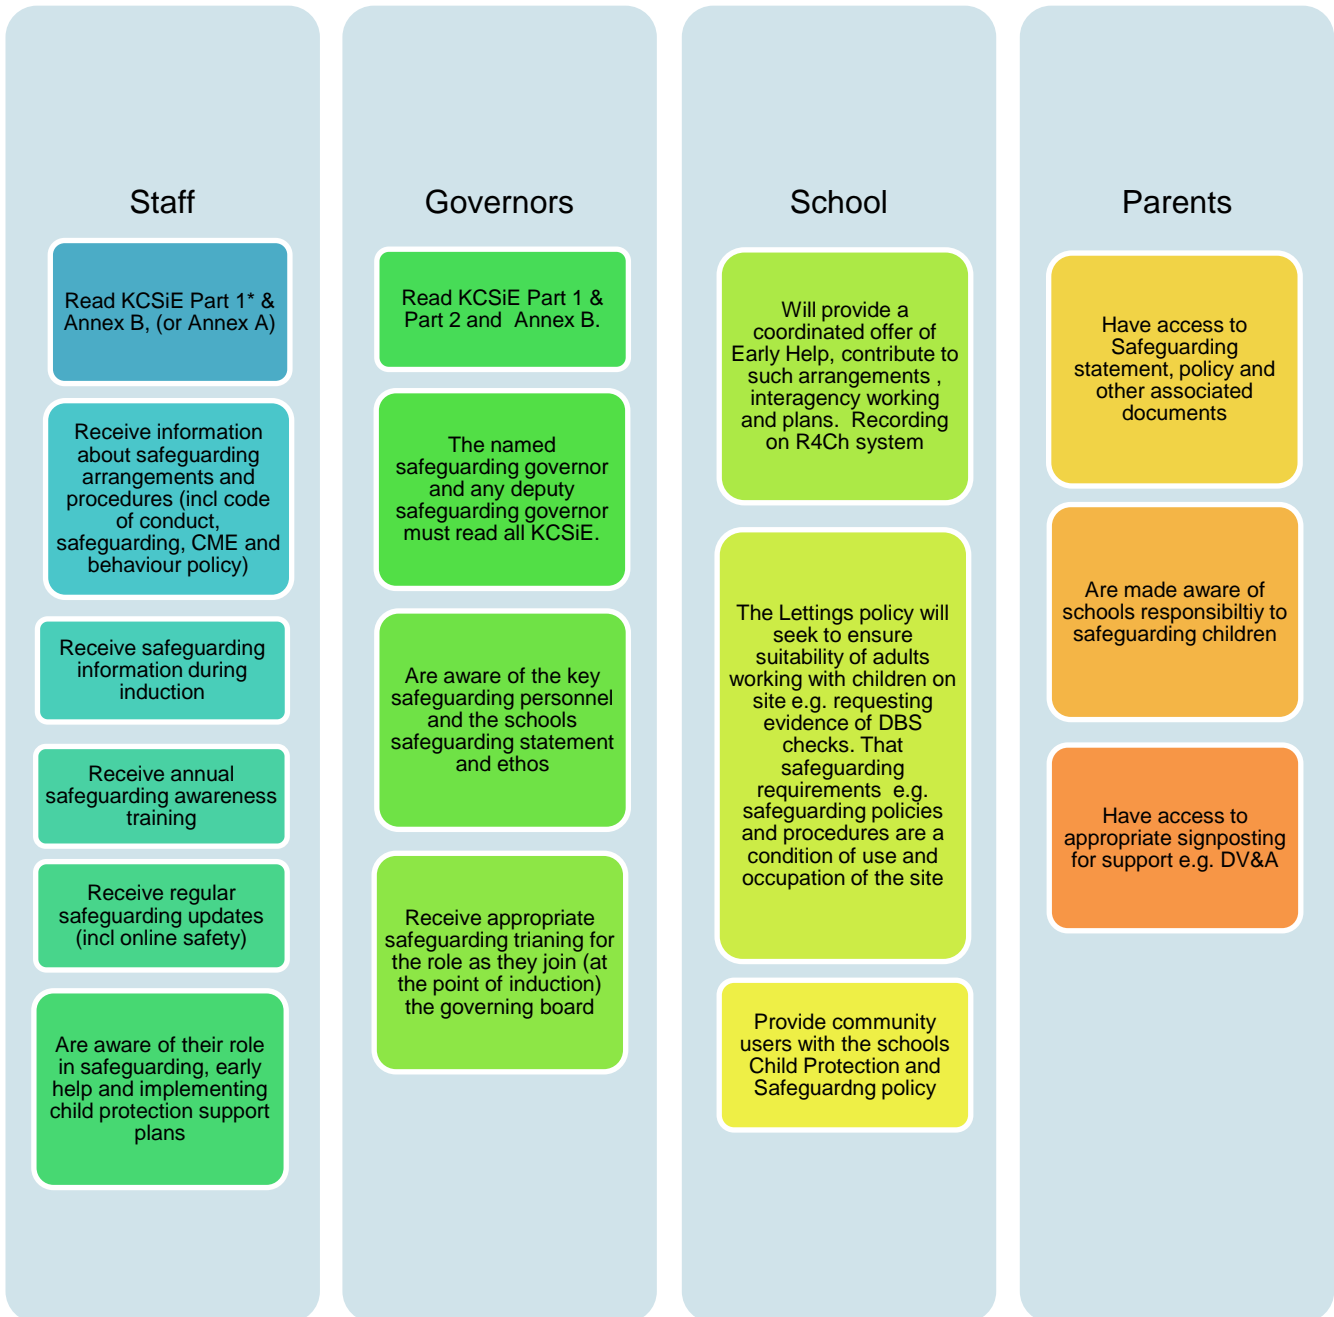 Staff
Read KCSiE Part 1* &
Annex B, (or Annex A)
Receive information
about safeguarding
arrangements and
procedures (incl code
of conduct,
safeguarding, CME and
behaviour policy)
Receive safeguarding
information during
induction
Receive annual
safeguarding awareness
training
Receive regular
safeguarding updates
(incl online safety)
Are aware of their role
in safeguarding, early
help and implementing
child protection support
plans
Governors
Read KCSiE Part 1 &
Part 2 and  Annex B.
The named
safeguarding governor
and any deputy
safeguarding governor
must read all KCSiE.
Are aware of the key
safeguarding personnel
and the schools
safeguarding statement
and ethos
Receive appropriate
safeguarding trianing for
the role as they join (at
the point of induction)
the governing board
School
Will provide a
coordinated offer of
Early Help, contribute to
such arrangements ,
interagency working
and plans.  Recording
on R4Ch system
The Lettings policy will
seek to ensure
suitability of adults
working with children on
site e.g. requesting
evidence of DBS
checks. That
safeguarding
requirements  e.g.
safeguarding policies
and procedures are a
condition of use and
occupation of the site
Provide community
users with the schools
Child Protection and
Safeguardng policy
Parents
Have access to
Safeguarding
statement, policy and
other associated
documents
Are made aware of
schools responsibiltiy to
safeguarding children
Have access to
appropriate signposting
for support e.g. DV&A